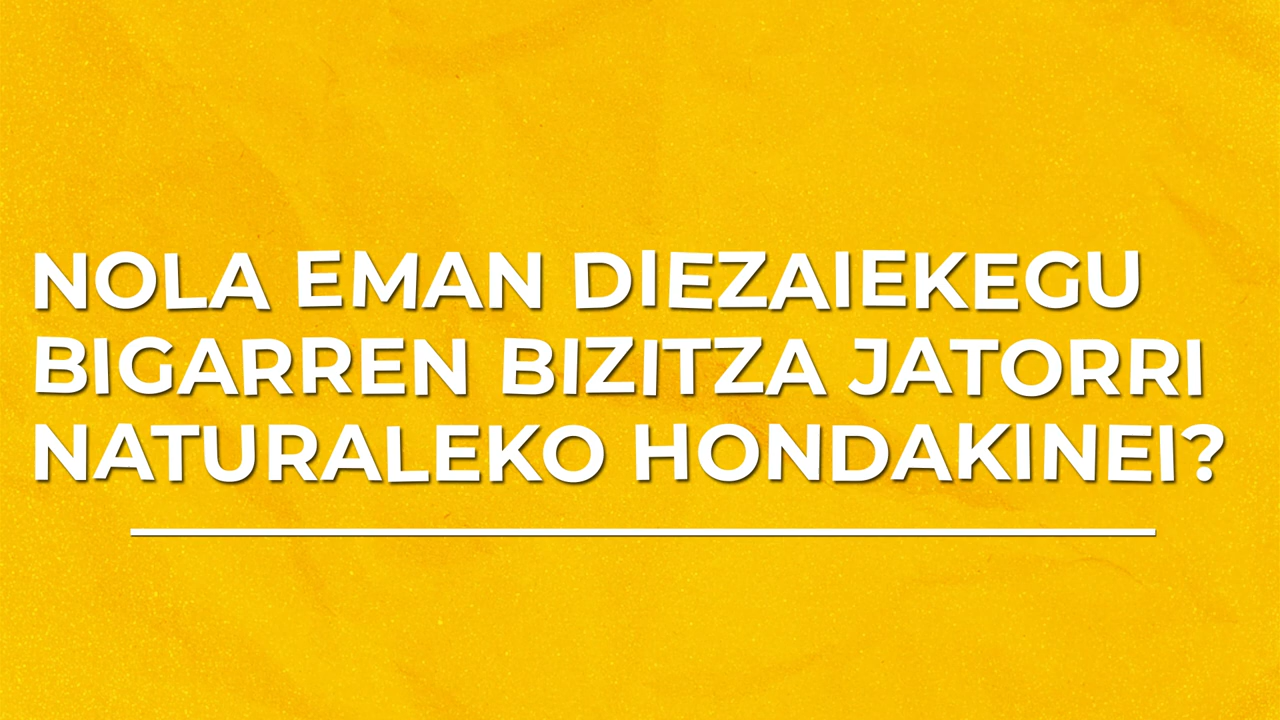 NOLA EMAN DIEZAIEKEGU
BIGARREN BIZITZA JATORRI
NATURALEKO HONDAKINEI?